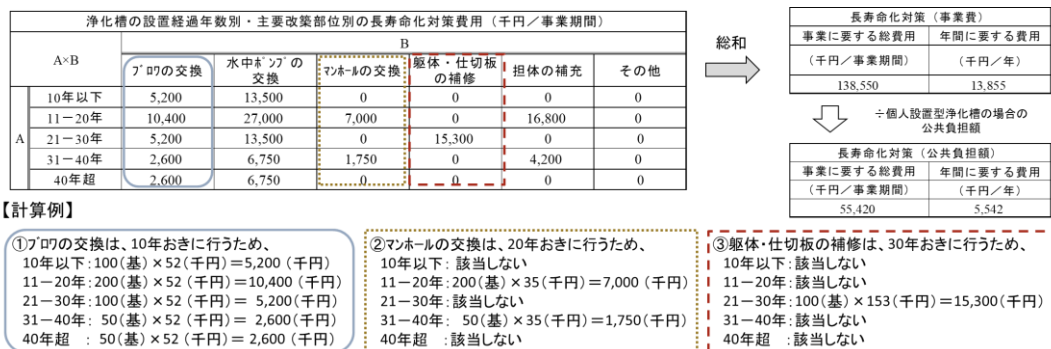 浄化槽の設置経過年数別・主要改築部位別の長寿命化対策費用（千円／事業期間）
A×B
B
ブロワの交換 水中ポンプの交換 マンホールの交換 躯体・仕切板の補修 担体の補充 その他
A
10年以下 5,200 13,500 0 0 0 0
11－20年 10,400 27,000 7,000 0 16,800 0
21－30年 5,200 13,500 0 15,300 0 0
31－40年 2,600 6,750 1,750 0 4,200 0
40年超 2,600 6,750 0 0 0 0
総和
長寿命化対策（事業費）
事業に要する総費用 年間に要する費用
（千円／事業期間） （千円／年）
138,550 13,855
÷個人設置型浄化槽の場合の
公共負担額
長寿命化対策（公共負担額）
事業に要する総費用 年間に要する費用
（千円／事業期間） （千円／年）
55,420 5,542
【計算例】
①ブロワの交換は、10年おきに行うため、
10年以下：100（基）×52（千円）＝5,200（千円）
11－20年：200（基）×52（千円）＝10,400（千円）
21－30年：100（基）×52（千円）＝ 5,200（千円）
31－40年： 50（基）×52（千円）＝ 2,600（千円）
40年超 ： 50（基）×52（千円）＝ 2,600（千円）
②マンホールの交換は、20年おきに行うため、
10年以下：該当しない
11－20年：200（基）×35（千円）＝7,000（千円）
21－30年：該当しない
31－40年： 50（基）×35（千円）＝1,750（千円）
40年超 ：該当しない
③躯体・仕切板の補修は、30年おきに行うため、
10年以下：該当しない
11－20年：該当しない
21－30年：100（基）×153（千円）＝15,300（千円）
31－40年：該当しない
40年超 ：該当しない